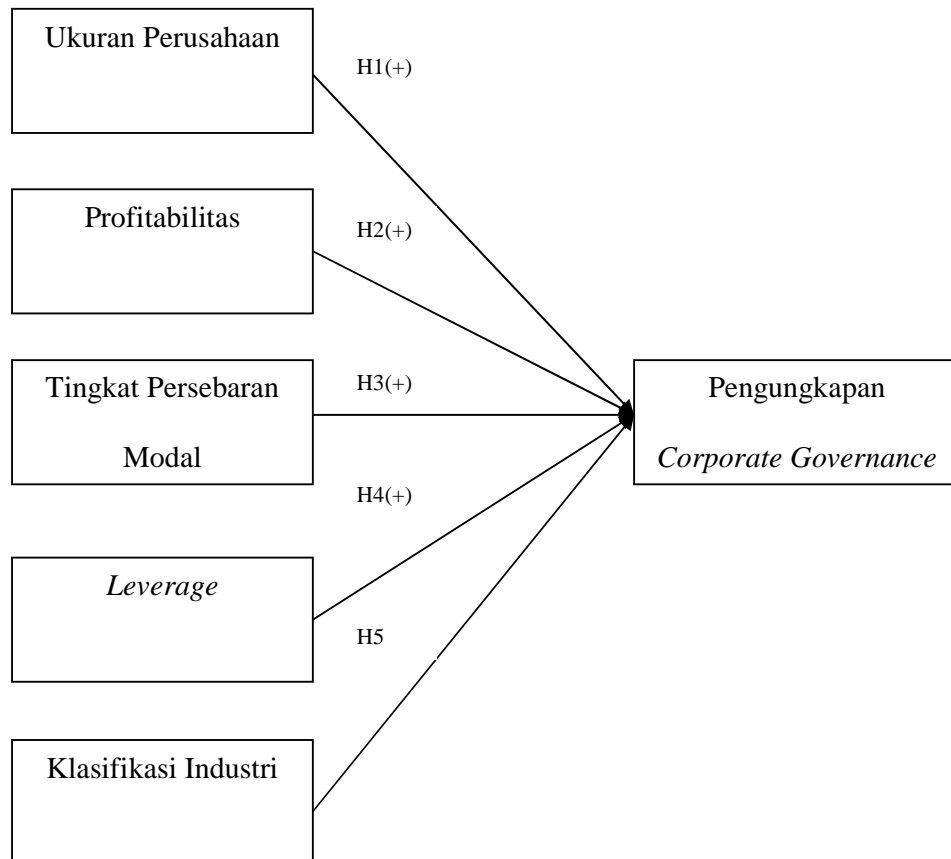 Ukuran Perusahaan
H1(+)
Profitabilitas
H2(+)
Tingkat Persebaran
Modal
H3(+)
Pengungkapan
Corporate Governance
H4(+)
Leverage
H5
Klasifikasi Industri